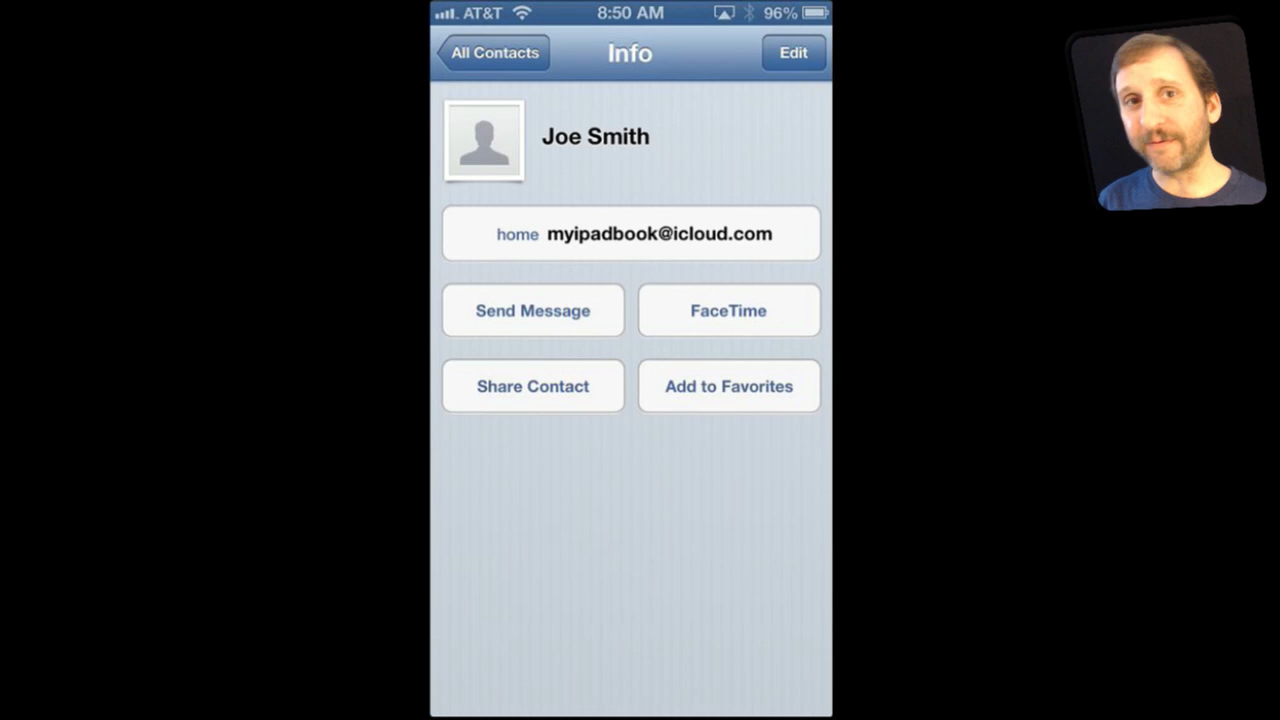 AT&T 8:50 AM 96%
All Contacts Info Edit
Joe Smith
home myipadbook@icloud.com
Send Message FaceTime
Share Contact Add to Favorites